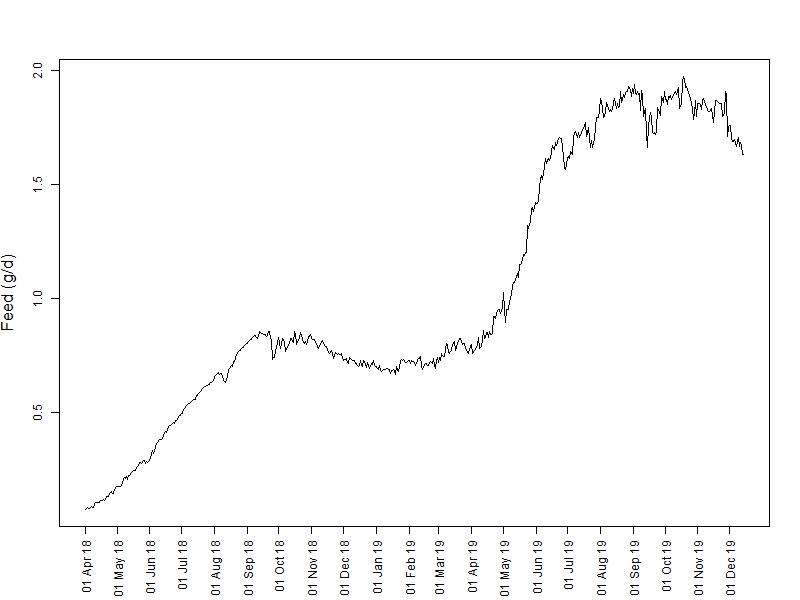 Feed (g/d)
2.0
1.5
1.0
0.5
01 Apr 18
01 May 18
01 Jun 18
01 Jul 18
01 Aug 18
01 Sep 18
01 Oct 18
01 Nov 18
01 Dec 18
01 Jan 19
01 Feb 19
01 Mar 19
01 Apr 19
01 May 19
01 Jun 19
01 Jul 19
01 Aug 19
01 Sep 19
01 Oct 19
01 Nov 19
01 Dec 19